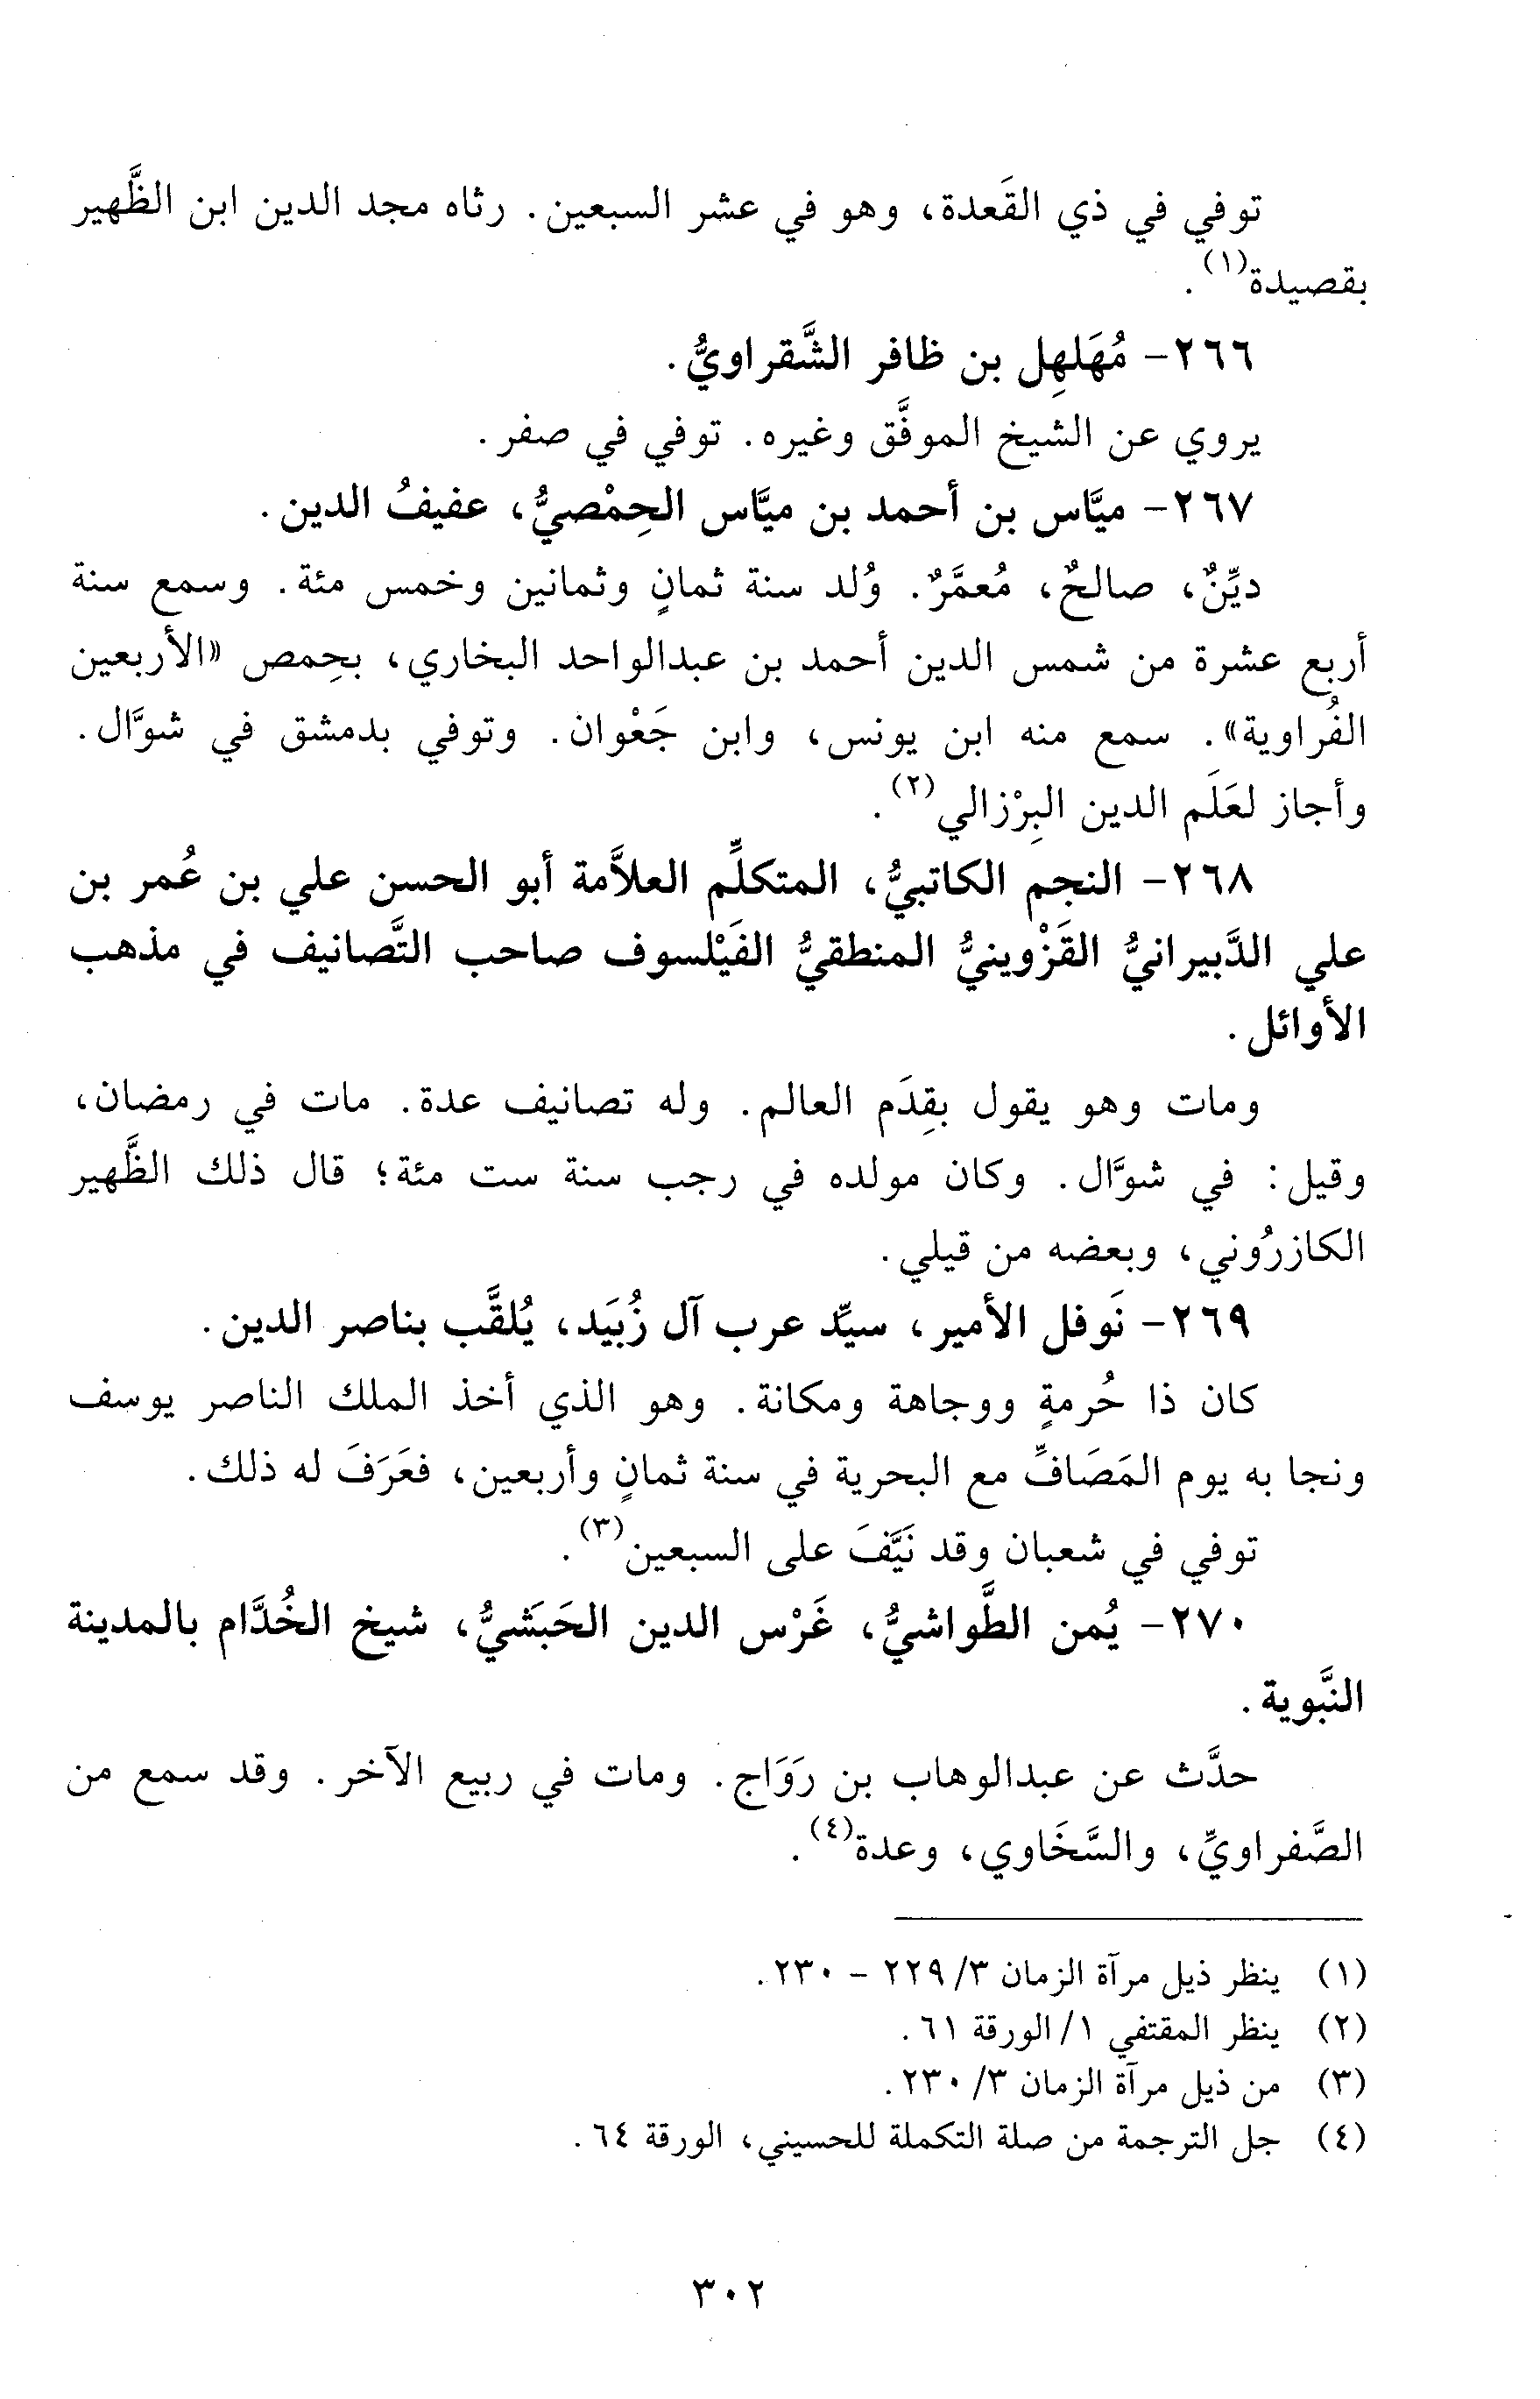 توفي في ذي القَعدة، وهو في عشر السبعين. رثاه مجد الدين ابن الظَّهير
بقصيدة(١).
٢٦٦- مُهَلهِل بن ظافر الشَّقراويُّ.
يروي عن الشيخ الموفَّق وغيره. توفي في صفر.
٢٦٧- ميَّاس بن أحمد بن ميَّاس الحِمْصيُّ، عفيفُ الدين.
ديِّنٌ، صالحٌ، مُعمَّرٌ. وُلد سنة ثمانٍ وثمانين وخمس مئة. وسمع سنة
أربع عشرة من شمس الدين أحمد بن عبدالواحد البخاري، بحِمص «الأربعين
الفُراوية». سمع منه ابن يونس، وابن جَعْوان. وتوفي بدمشق في شوَّال.
وأجاز لعَلَم الدين البِرْزالي(٢).
٢٦٨- النجم الكاتبيُّ، المتكلِّم العلاَّمة أبو الحسن علي بن عُمر بن
علي الدَّبيرانيُّ القَزْوينيُّ المنطقيُّ الفَيْلسوف صاحب التَّصانيف في مذهب
الأوائل.
ومات وهو يقول بقِدَم العالم. وله تصانيف عدة. مات في رمضان،
وقيل: في شوَّال. وكان مولده في رجب سنة ست مئة؛ قال ذلك الظَّهير
الكازرُوني، وبعضه من قيلي.
٢٦٩- نَوفل الأمير، سيِّد عرب آل زُبَيد، يُلقَّب بناصر الدين.
كان ذا حُرمةٍ ووجاهة ومكانة. وهو الذي أخذ الملك الناصر يوسف
ونجا به يوم المَصَافِّ مع البحرية في سنة ثمانٍ وأربعين، فعَرَفَ له ذلك.
توفي في شعبان وقد نَيَّفَ على السبعين(٣).
٢٧٠- يُمن الطَّواشيُّ، غَرْس الدين الحَبَشيُّ، شيخ الخُدَّام بالمدينة
النَّبوية.
حدَّث عن عبدالوهاب بن رَوَاج. ومات في ربيع الآخر. وقد سمع من
الصَّفراويِّ، والسَّخَاوي، وعدة(٤).
(١) ينظر ذيل مرآة الزمان ٣/ ٢٢٩ - ٢٣٠.
(٢) ينظر المقتفي ١/ الورقة ٦١.
(٣) من ذيل مرآة الزمان ٣/ ٢٣٠.
(٤) جل الترجمة من صلة التكملة للحسيني، الورقة ٦٤.
٣٠٢